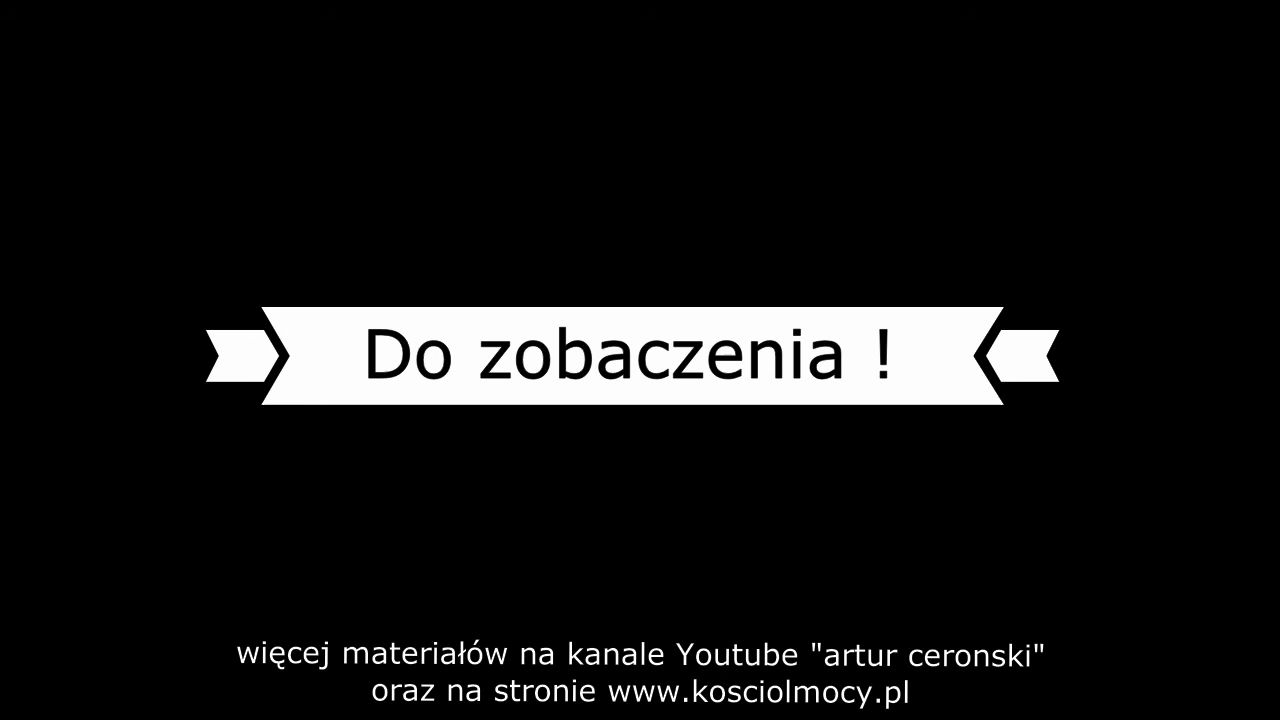 Do zobaczenia !
więcej materiałów na kanale Youtube "artur ceronski"
oraz na stronie www.kosciolmocy.pl